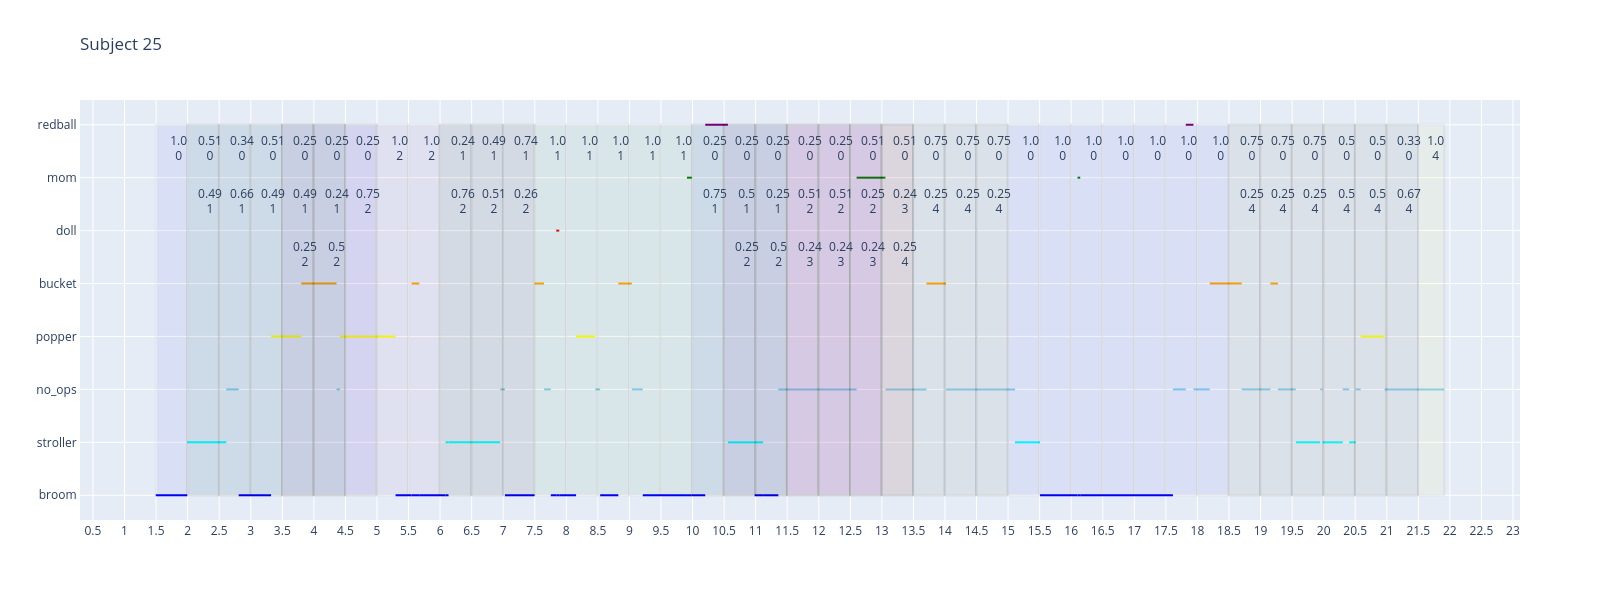 Subject 25
redball
1.0 0.51 0.34 0.51 0.25 0.25 0.25 1.0 1.0 0.24 0.49 0.74 1.0 1.0 1.0 1.0 1.0 0.25 0.25 0.25 0.25 0.25 0.51 0.51 0.75 0.75 0.75 1.0 1.0 1.0 1.0 1.0 1.0 1.0 0.75 0.75 0.75 0.5 0.5 0.33 1.0
0 0 0 0 0 0 0 2 2 1 1 1 1 1 1 1 1 0 0 0 0 0 0 0 0 0 0 0 0 0 0 0 0 0 0 0 0 0 0 0 4
mom
0.49 0.66 0.49 0.49 0.24 0.75 0.76 0.51 0.26 0.75 0.5 0.25 0.51 0.51 0.25 0.24 0.25 0.25 0.25 0.25 0.25 0.25 0.5 0.5 0.67
1 1 1 1 1 2 2 2 2 1 1 1 2 2 2 3 4 4 4 4 4 4 4 4 4
doll
0.25 0.5 0.25 0.5 0.24 0.24 0.24 0.25
2 2 2 2 3 3 3 4
bucket
popper
no_ops
stroller
broom
0.5 1 1.5 2 2.5 3 3.5 4 4.5 5 5.5 6 6.5 7 7.5 8 8.5 9 9.5 10 10.5 11 11.5 12 12.5 13 13.5 14 14.5 15 15.5 16 16.5 17 17.5 18 18.5 19 19.5 20 20.5 21 21.5 22 22.5 23